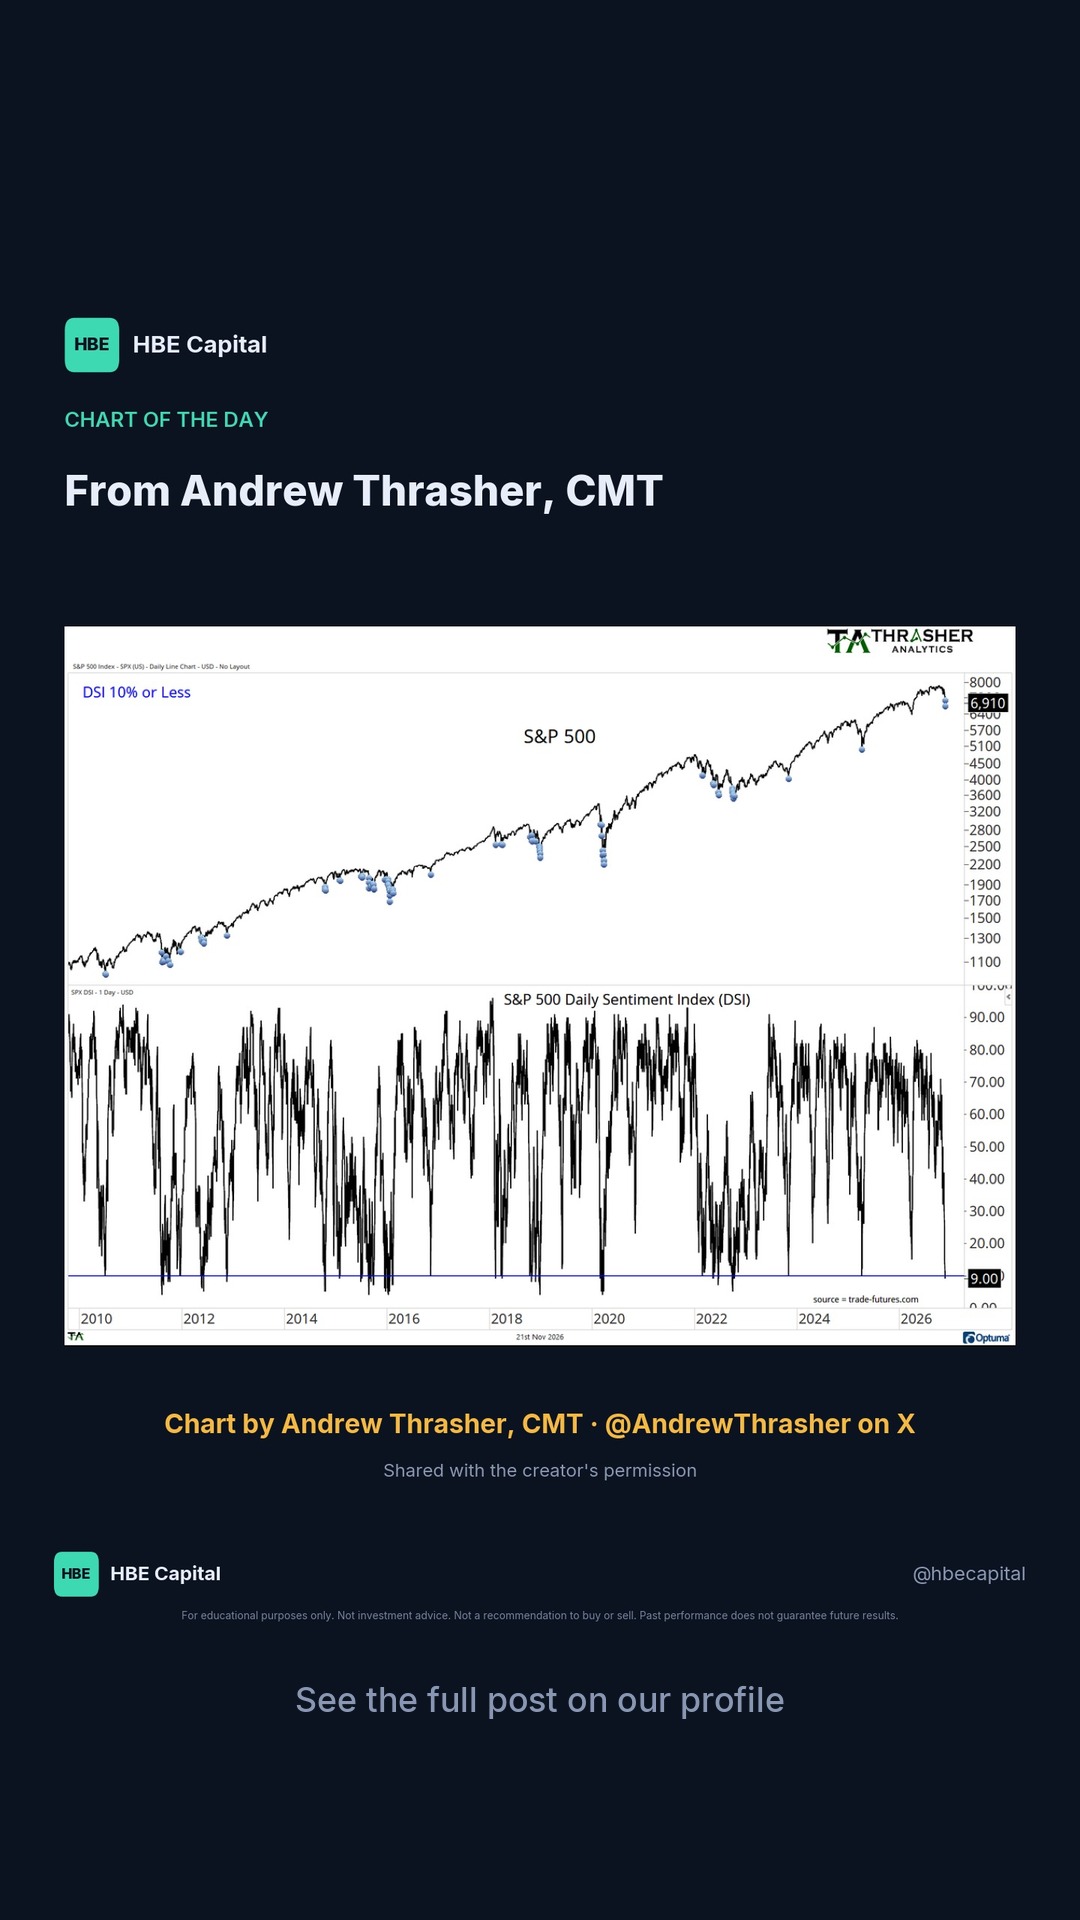 HBE
HBE Capital
CHART OF THE DAY
From Andrew Thrasher, CMT
TA THRASHER
ANALYTICS
S&P 500 Index - SPX (US) - Daily Line Chart - USD - No Layout
DSI 10% or Less
S&P 500
8000
6,910
6400
5700
5100
4500
4000
3600
3200
2800
2500
2200
1900
1700
1500
1300
1100
SPX DSI - 1 Day - USD
S&P 500 Daily Sentiment Index (DSI)
100.00
90.00
80.00
70.00
60.00
50.00
40.00
30.00
20.00
9.00
0.00
source = trade-futures.com
2010 2012 2014 2016 2018 2020 2022 2024 2026
TA
21st Nov 2026
Optuma
Chart by Andrew Thrasher, CMT · @AndrewThrasher on X
Shared with the creator's permission
HBE
HBE Capital
@hbecapital
For educational purposes only. Not investment advice. Not a recommendation to buy or sell. Past performance does not guarantee future results.
See the full post on our profile